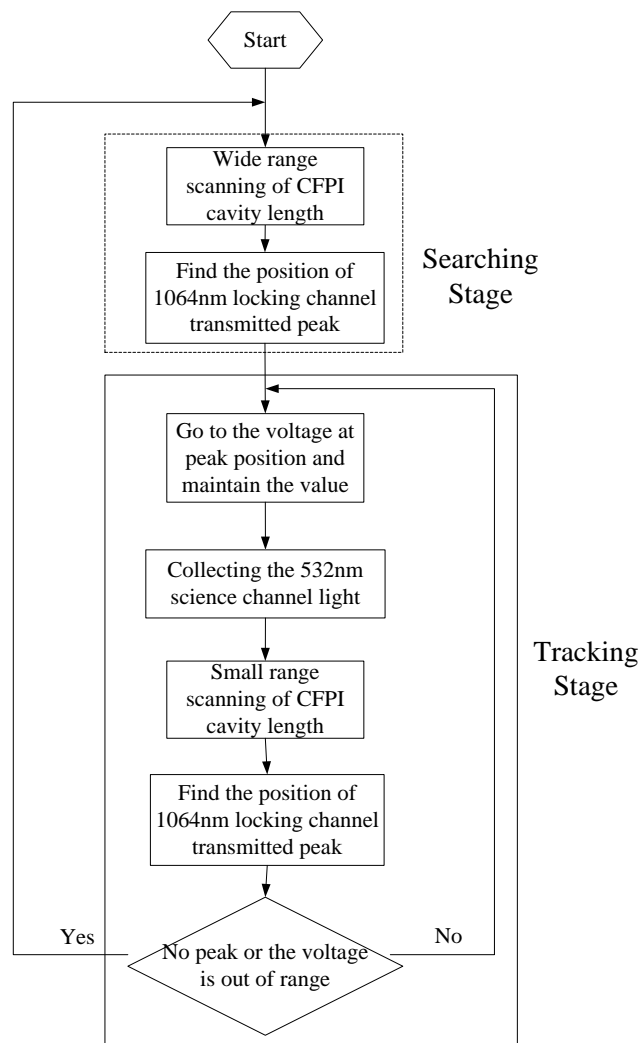 Start
Wide range
scanning of CFPI
cavity length
Find the position of
1064nm locking channel
transmitted peak
Searching
Stage
Go to the voltage at
peak position and
maintain the value
Collecting the 532nm
science channel light
Small range
scanning of CFPI
cavity length
Tracking
Stage
Find the position of
1064nm locking channel
transmitted peak
Yes
No
No peak or the voltage
is out of range